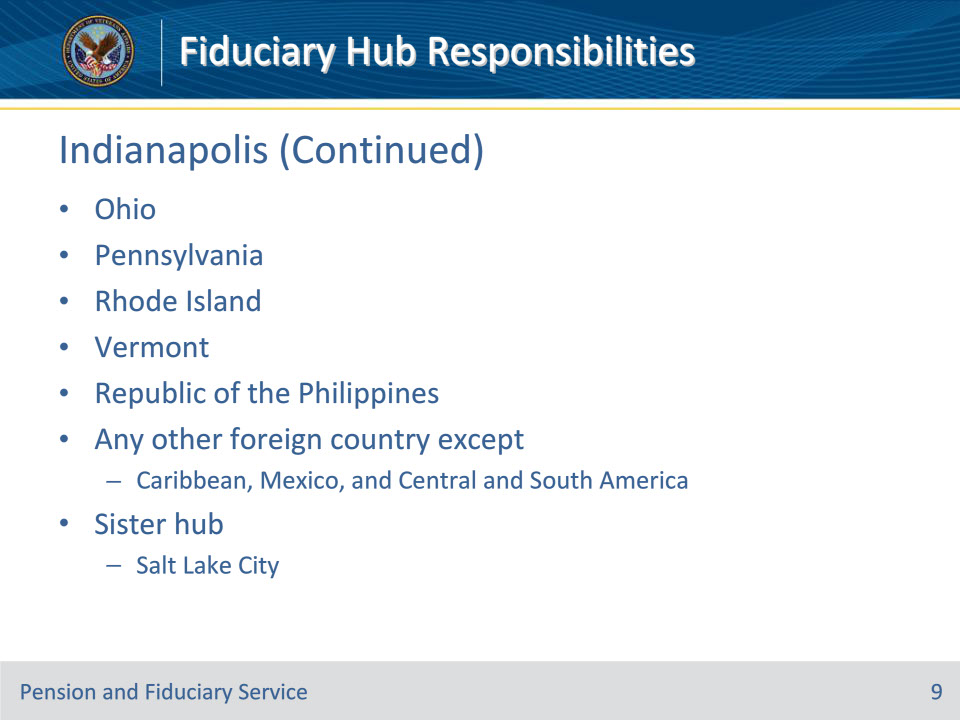 Fiduciary Hub Responsibilities
Indianapolis (Continued)
• Ohio
• Pennsylvania
• Rhode Island
• Vermont
• Republic of the Philippines
• Any other foreign country except
– Caribbean, Mexico, and Central and South America
• Sister hub
– Salt Lake City
Pension and Fiduciary Service
9